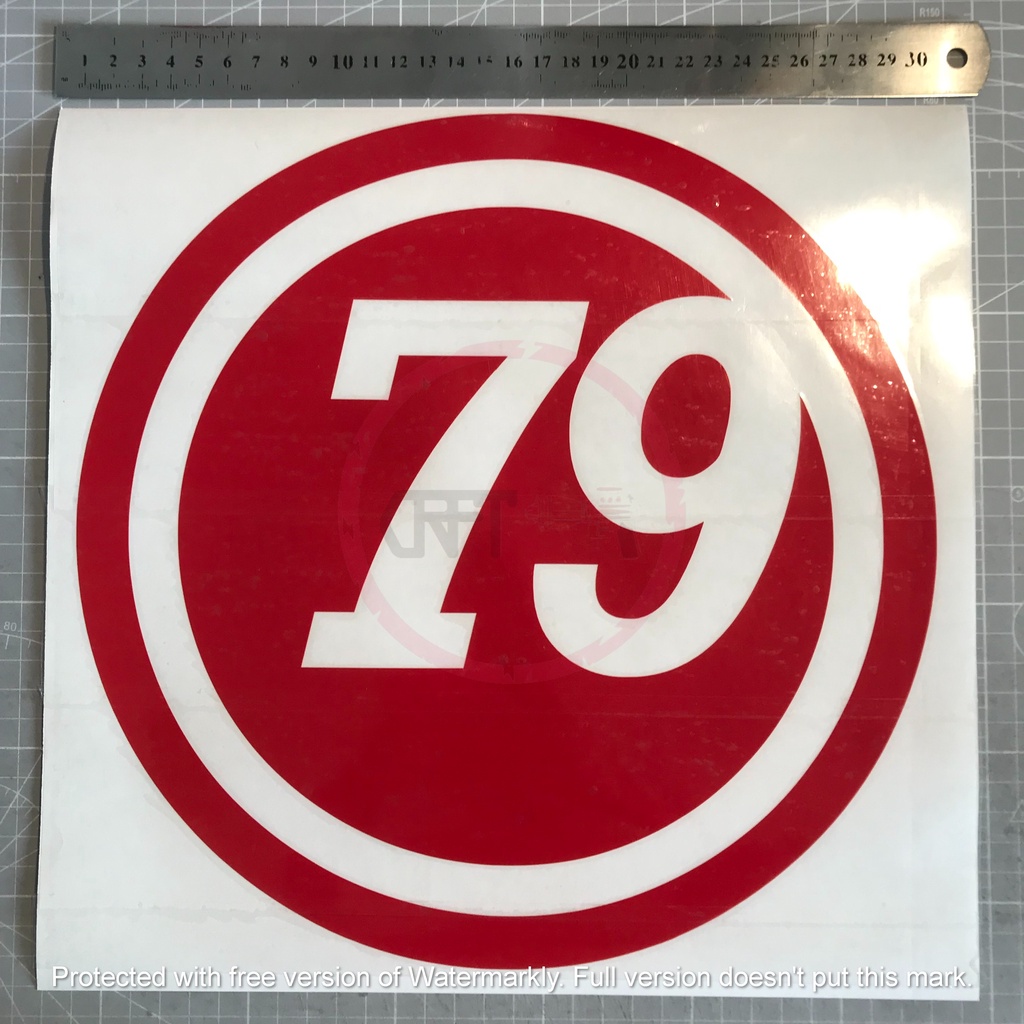 R150
1 2 3 4 5 6 7 8 9 10 11 12 13 14 15 16 17 18 19 20 21 22 23 24 25 26 27 28 29 30
79
80
Protected with free version of Watermarkly. Full version doesn't put this mark.